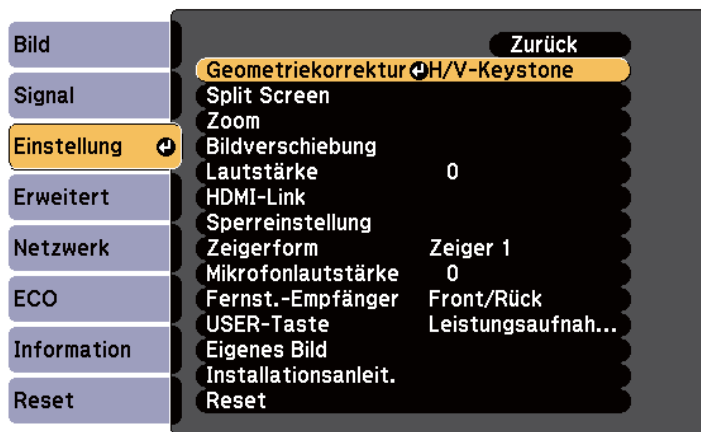 Bild
Signal
Einstellung
Erweitert
Netzwerk
ECO
Information
Reset
Zurück
Geometriekorrektur H/V-Keystone
Split Screen
Zoom
Bildverschiebung
Lautstärke 0
HDMI-Link
Sperreinstellung
Zeigerform Zeiger 1
Mikrofonlautstärke 0
Fernst.-Empfänger Front/Rück
USER-Taste Leistungsaufnah...
Eigenes Bild
Installationsanleit.
Reset